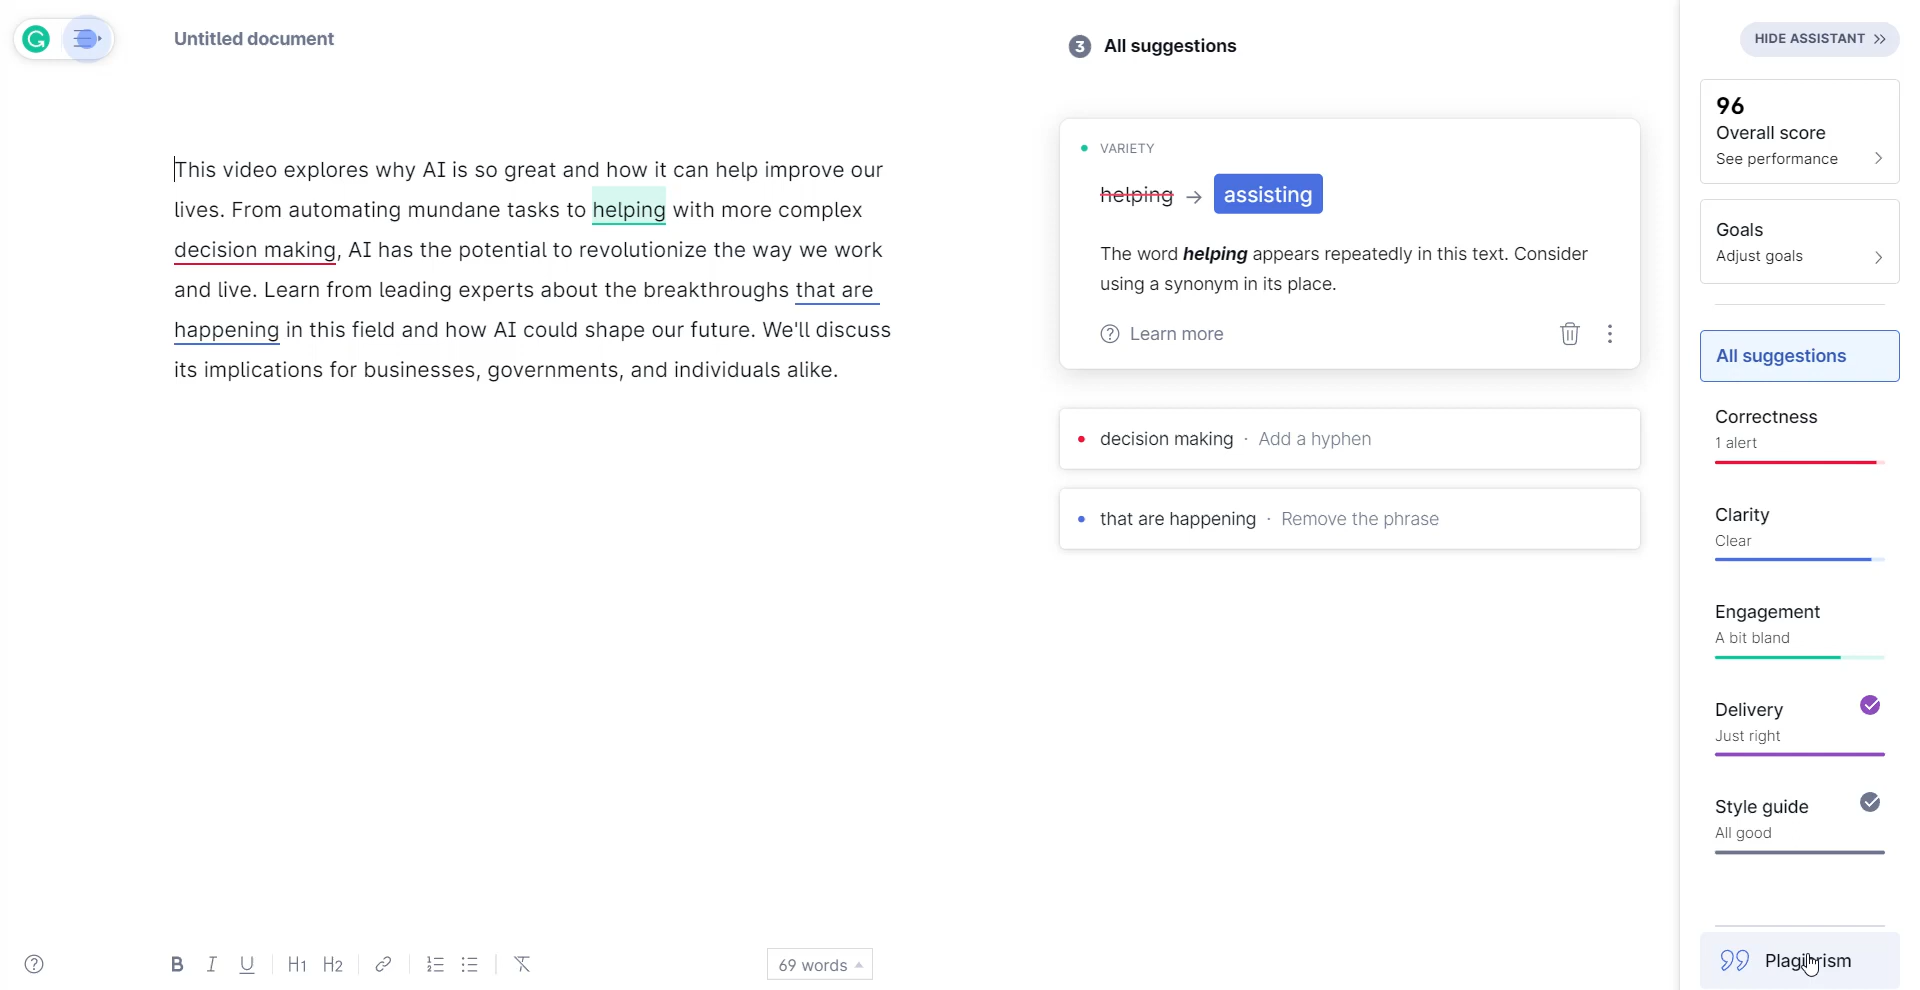 Untitled document
This video explores why AI is so great and how it can help improve our
lives. From automating mundane tasks to helping with more complex
decision making, AI has the potential to revolutionize the way we work
and live. Learn from leading experts about the breakthroughs that are
happening in this field and how AI could shape our future. We'll discuss
its implications for businesses, governments, and individuals alike.
B I U H1 H2
69 words
3 All suggestions
VARIETY
helping → assisting
The word helping appears repeatedly in this text. Consider
using a synonym in its place.
Learn more
decision making · Add a hyphen
that are happening · Remove the phrase
HIDE ASSISTANT
96
Overall score
See performance
Goals
Adjust goals
All suggestions
Correctness
1 alert
Clarity
Clear
Engagement
A bit bland
Delivery
Just right
Style guide
All good
Plagiarism